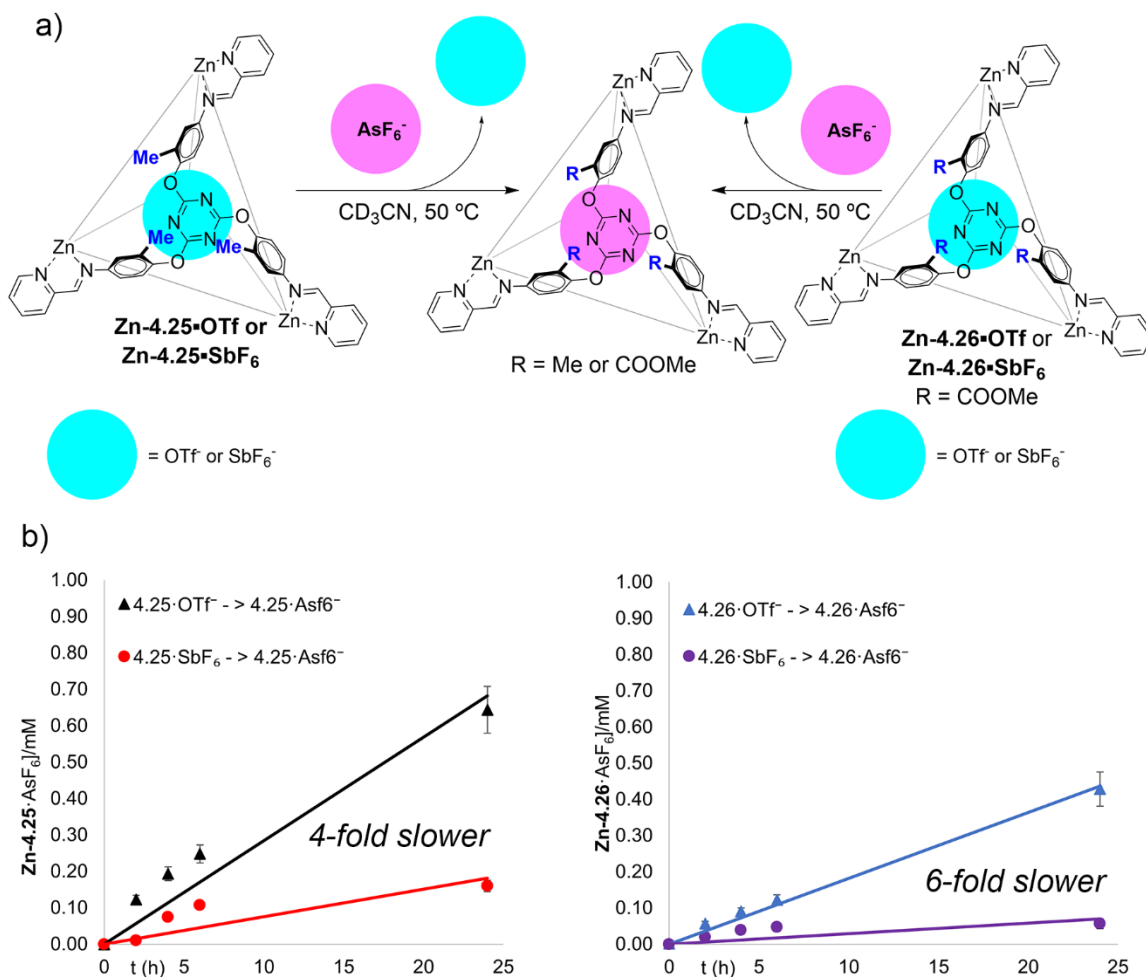 a)
Zn
N
N
Me
O
N
N
N
O
Me
Me
O
Zn
N
N
N
Zn
N
Zn-4.25▪OTf or
Zn-4.25▪SbF₆
AsF₆⁻
CD₃CN, 50 ºC
Zn
N
N
R
O
N
N
N
O
R
R
O
Zn
N
N
N
Zn
N
R = Me or COOMe
AsF₆⁻
CD₃CN, 50 ºC
Zn
N
N
R
O
N
N
N
O
R
R
O
Zn
N
N
N
Zn
N
Zn-4.26▪OTf or
Zn-4.26▪SbF₆
R = COOMe
= OTf⁻ or SbF₆⁻
= OTf⁻ or SbF₆⁻
b)
Zn-4.25·AsF₆]/mM
1.00
0.90
0.80
0.70
0.60
0.50
0.40
0.30
0.20
0.10
0.00
4.25·OTf⁻ - > 4.25·Asf6⁻
4.25·SbF₆ - > 4.25·Asf6⁻
4-fold slower
0 t (h) 5 10 15 20 25
Zn-4.26·AsF₆]/mM
1.00
0.90
0.80
0.70
0.60
0.50
0.40
0.30
0.20
0.10
0.00
4.26·OTf⁻ - > 4.26·Asf6⁻
4.26·SbF₆ - > 4.26·Asf6⁻
6-fold slower
0 t (h) 5 10 15 20 25